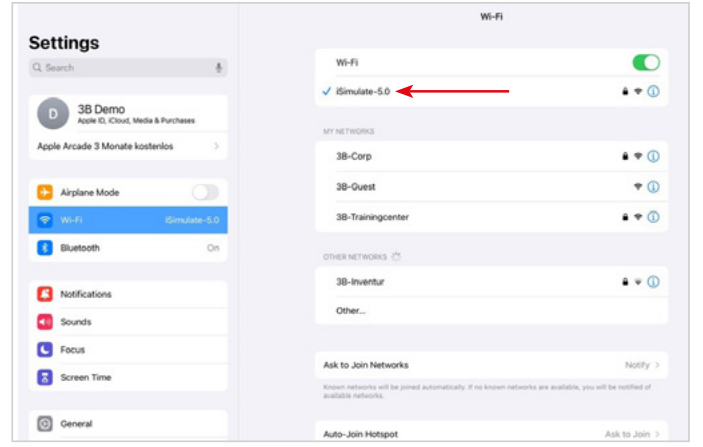 Wi-Fi
Settings
Search
D
3B Demo
Apple ID, iCloud, Media & Purchases
Apple Arcade 3 Monate kostenlos
Airplane Mode
Wi-Fi iSimulate-5.0
Bluetooth On
Notifications
Sounds
Focus
Screen Time
General
Wi-Fi
iSimulate-5.0
MY NETWORKS
3B-Corp
3B-Guest
3B-Trainingcenter
OTHER NETWORKS
3B-Inventur
Other...
Ask to Join Networks Notify
Known networks will be joined automatically. If no known networks are available, you will be notified of
available networks.
Auto-Join Hotspot Ask to Join